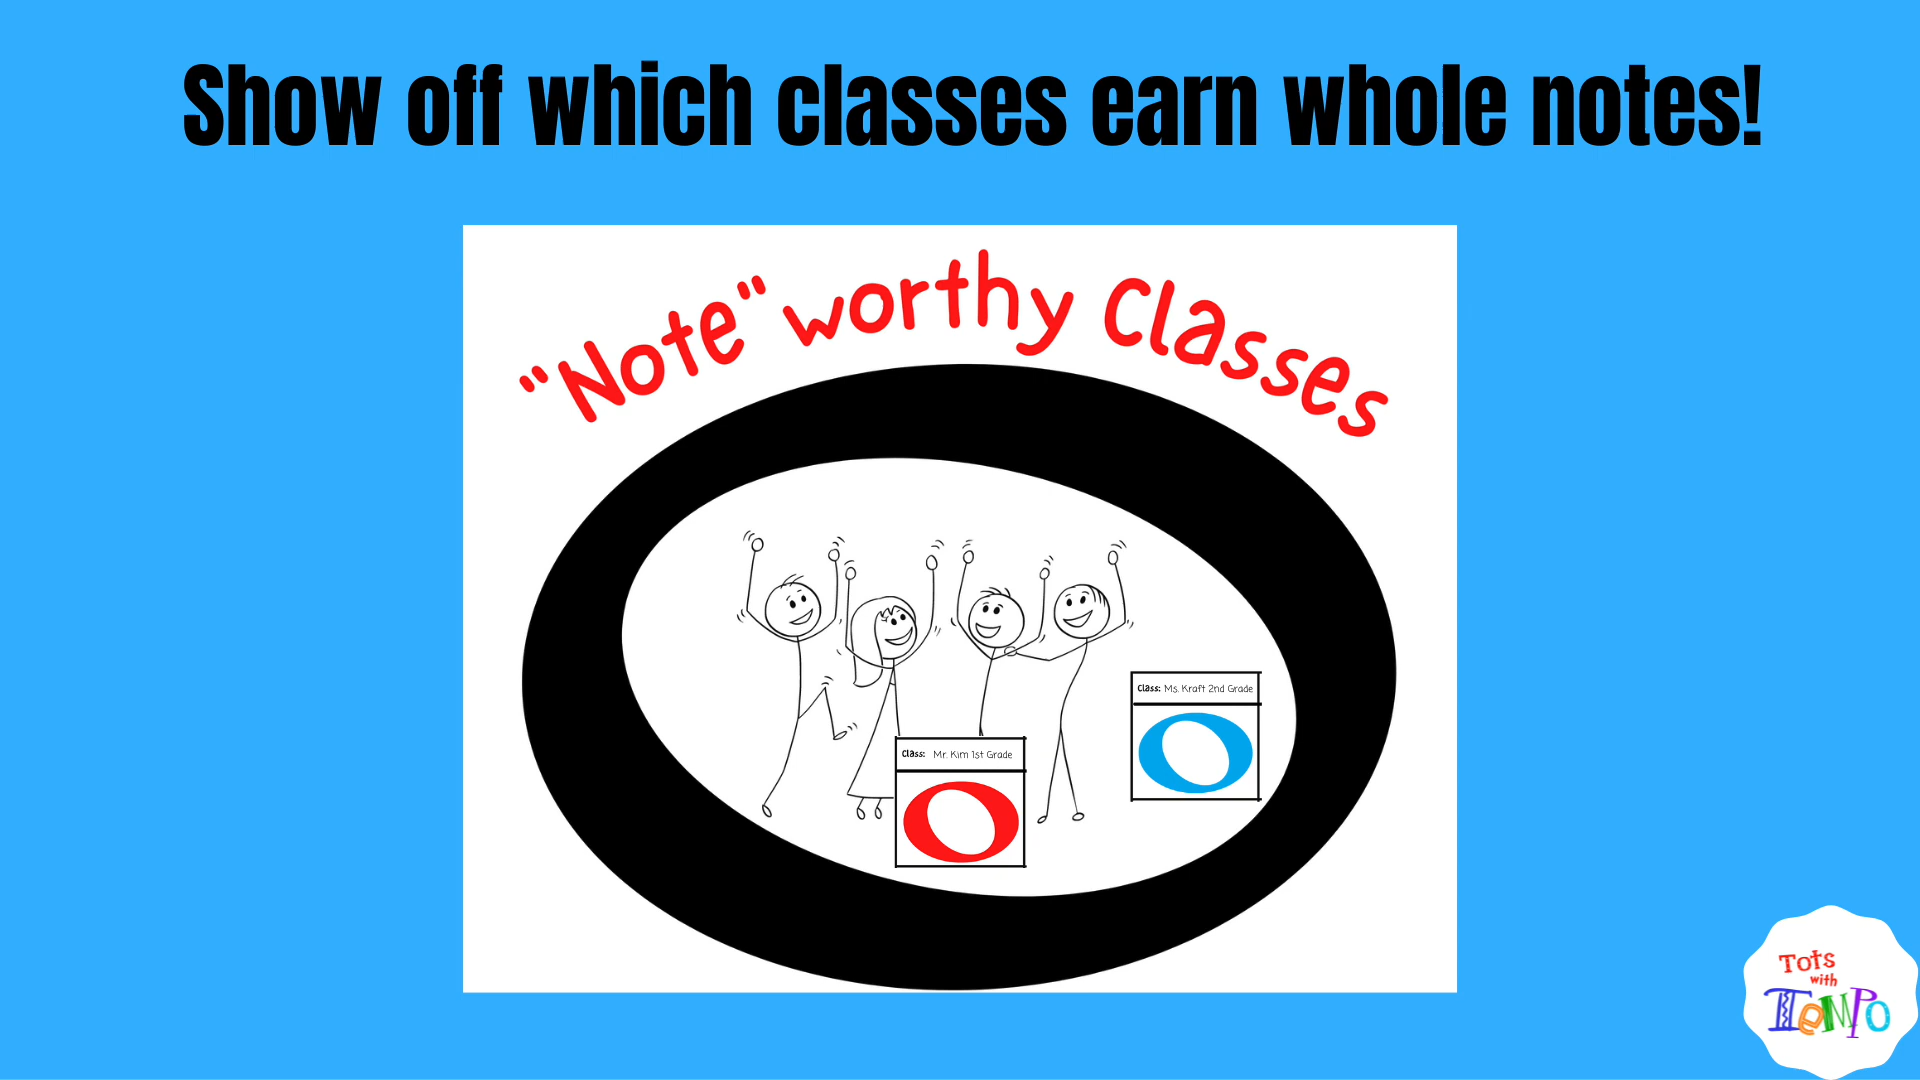 Show off which classes earn whole notes!
"Note"worthy Classes
Class: Ms. Kraft 2nd Grade
Class: Mr. Kim 1st Grade
Tots
with
TEMPO